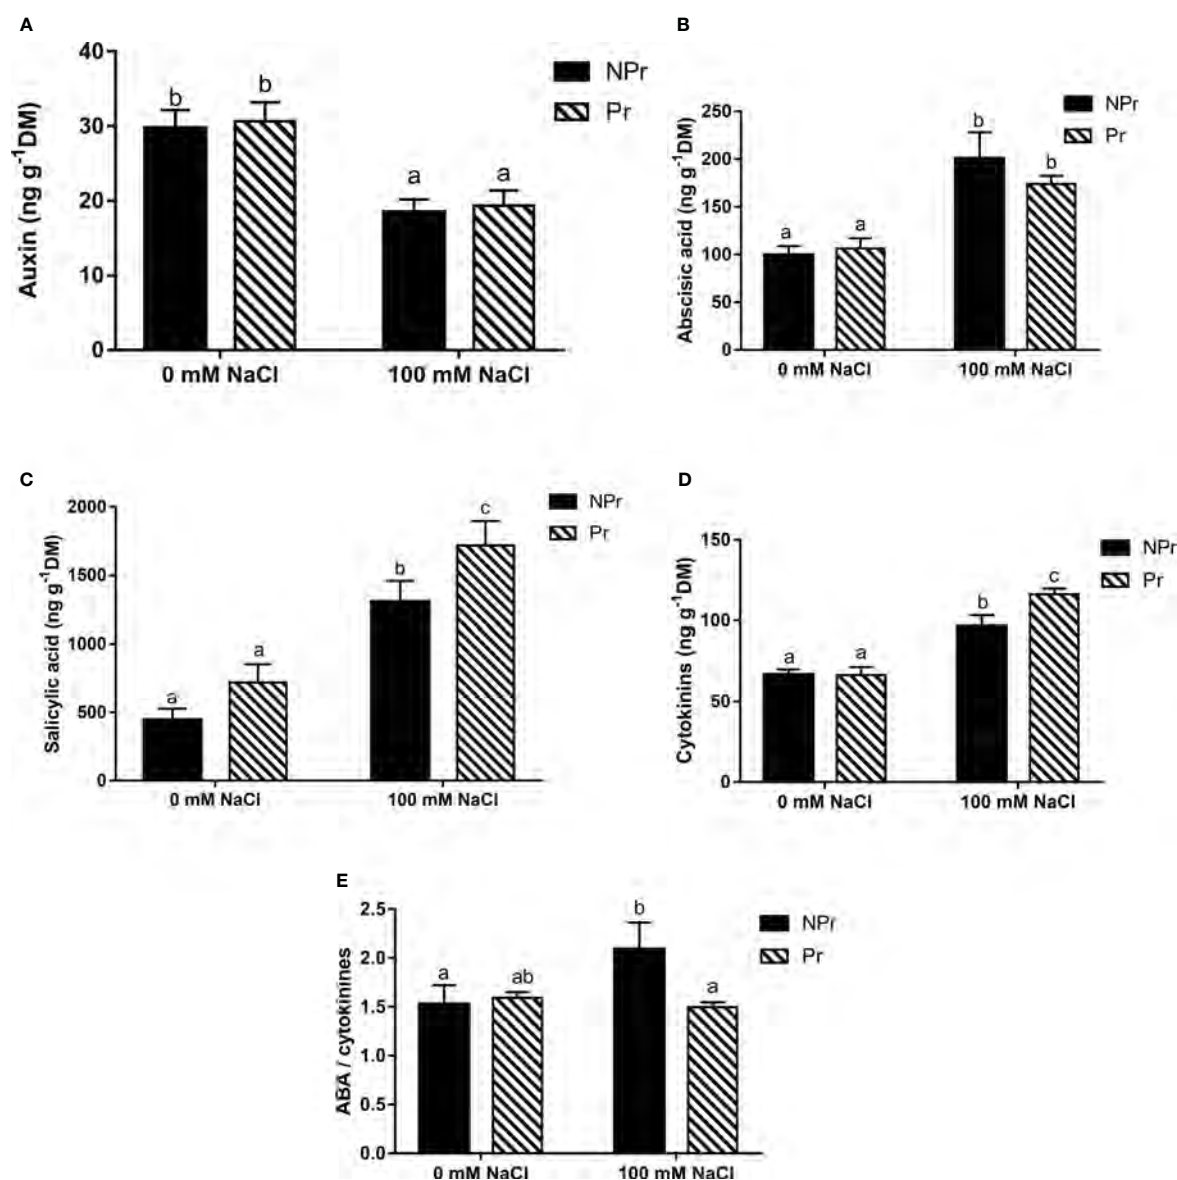 A
Auxin (ng g⁻¹DM)
40
30
20
10
0
b
b
a
a
0 mM NaCl
100 mM NaCl
NPr
Pr
B
Abscisic acid (ng g⁻¹DM)
250
200
150
100
50
0
a
a
b
b
0 mM NaCl
100 mM NaCl
NPr
Pr
C
Salicylic acid (ng g⁻¹DM)
2000
1500
1000
500
0
a
a
b
c
0 mM NaCl
100 mM NaCl
NPr
Pr
D
Cytokinins (ng g⁻¹DM)
150
100
50
0
a
a
b
c
0 mM NaCl
100 mM NaCl
NPr
Pr
E
ABA / cytokinines
2.5
2.0
1.5
1.0
0.5
0.0
a
ab
b
a
0 mM NaCl
100 mM NaCl
NPr
Pr